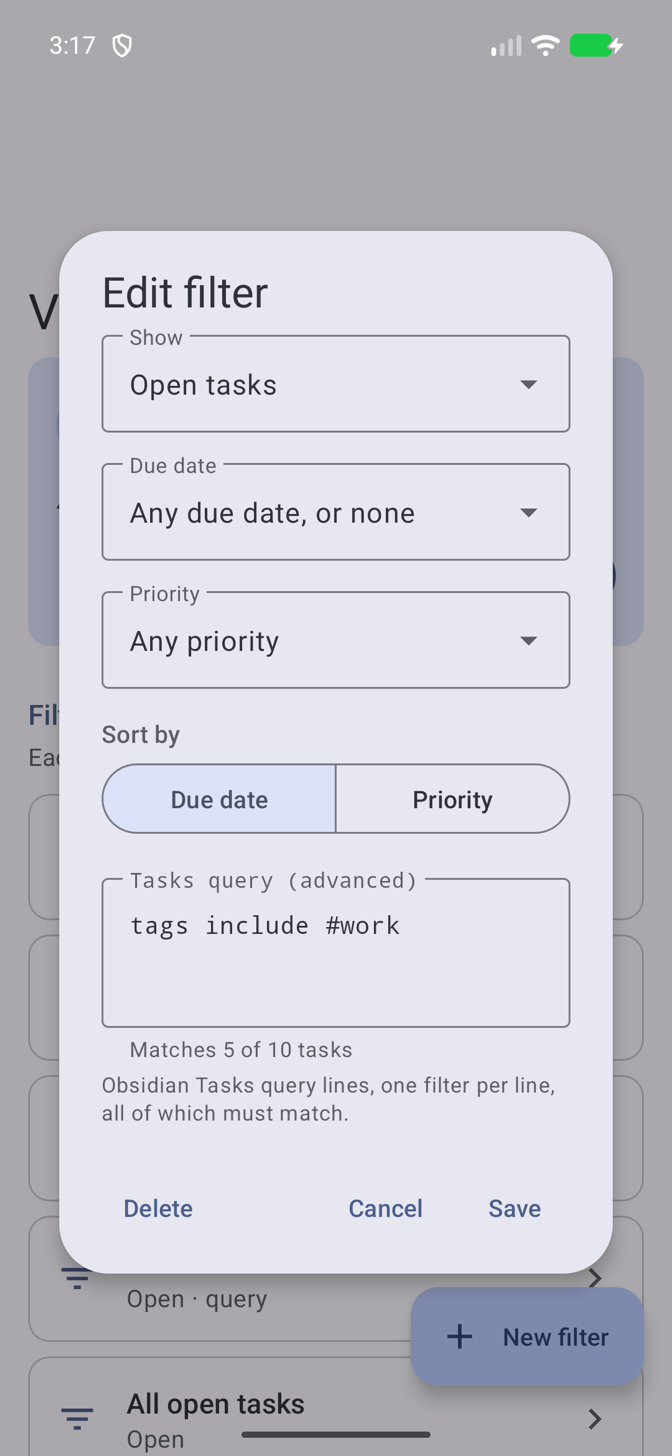 3:17
V
Edit filter
Show
Open tasks
Due date
Any due date, or none
Priority
Any priority
Fil
Sort by
Eac
Due date
Priority
Tasks query (advanced)
tags include #work
Matches 5 of 10 tasks
Obsidian Tasks query lines, one filter per line,
all of which must match.
Delete
Cancel
Save
Open · query
New filter
All open tasks
Open